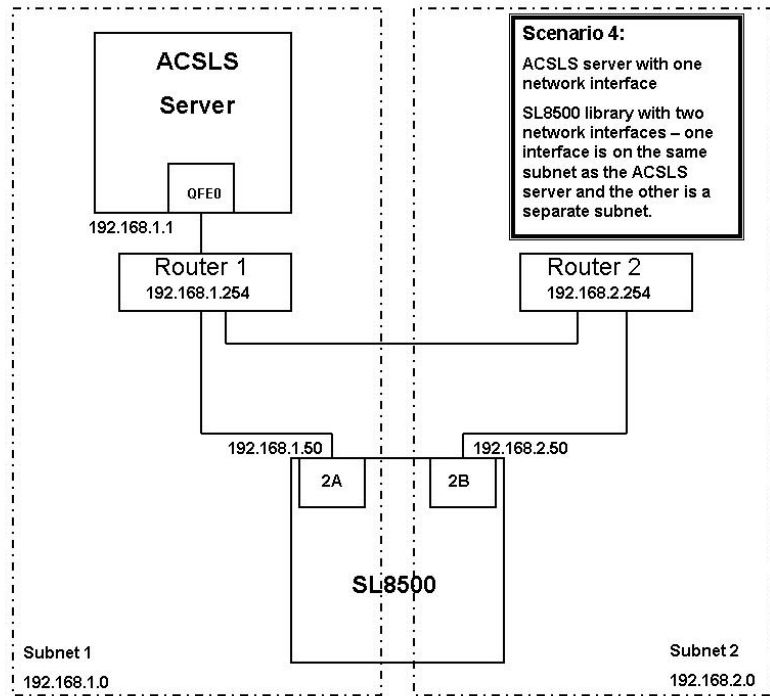 ACSLS
Server
QFE0
192.168.1.1
Scenario 4:
ACSLS server with one
network interface
SL8500 library with two
network interfaces – one
interface is on the same
subnet as the ACSLS
server and the other is a
separate subnet.
Router 1
192.168.1.254
Router 2
192.168.2.254
192.168.1.50
192.168.2.50
2A
2B
SL8500
Subnet 1
192.168.1.0
Subnet 2
192.168.2.0